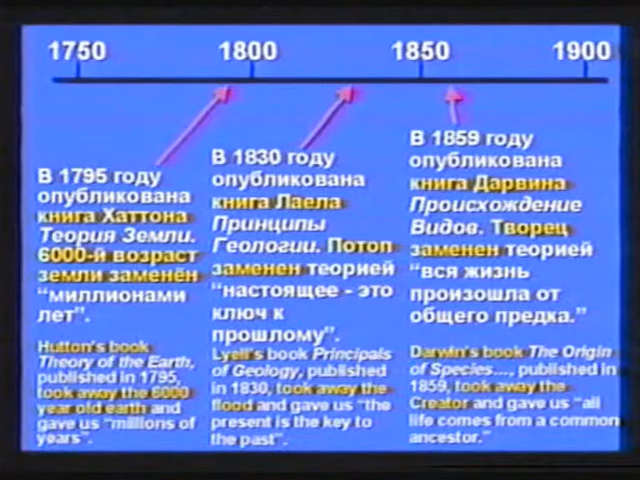 1750 1800 1850 1900
В 1795 году
опубликована
книга Хаттона
Теория Земли.
6000-й возраст
земли заменён
“миллионами
лет”.
Hutton's book
Theory of the Earth,
published in 1795,
took away the 6000
year old earth and
gave us “millions of
years”.
В 1830 году
опубликована
книга Лаела
Принципы
Геологии. Потоп
заменен теорией
“настоящее - это
ключ к
прошлому”.
Lyell's book Principals
of Geology, published
in 1830, took away the
flood and gave us “the
present is the key to
the past”.
В 1859 году
опубликована
книга Дарвина
Происхождение
Видов. Творец
заменен теорией
“вся жизнь
произошла от
общего предка.”
Darwin's book The Origin
of Species..., published in
1859, took away the
Creator and gave us “all
life comes from a common
ancestor.”